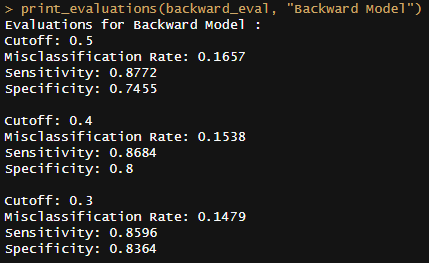 > print_evaluations(backward_eval, "Backward Model")
Evaluations for Backward Model :
Cutoff: 0.5
Misclassification Rate: 0.1657
Sensitivity: 0.8772
Specificity: 0.7455
Cutoff: 0.4
Misclassification Rate: 0.1538
Sensitivity: 0.8684
Specificity: 0.8
Cutoff: 0.3
Misclassification Rate: 0.1479
Sensitivity: 0.8596
Specificity: 0.8364